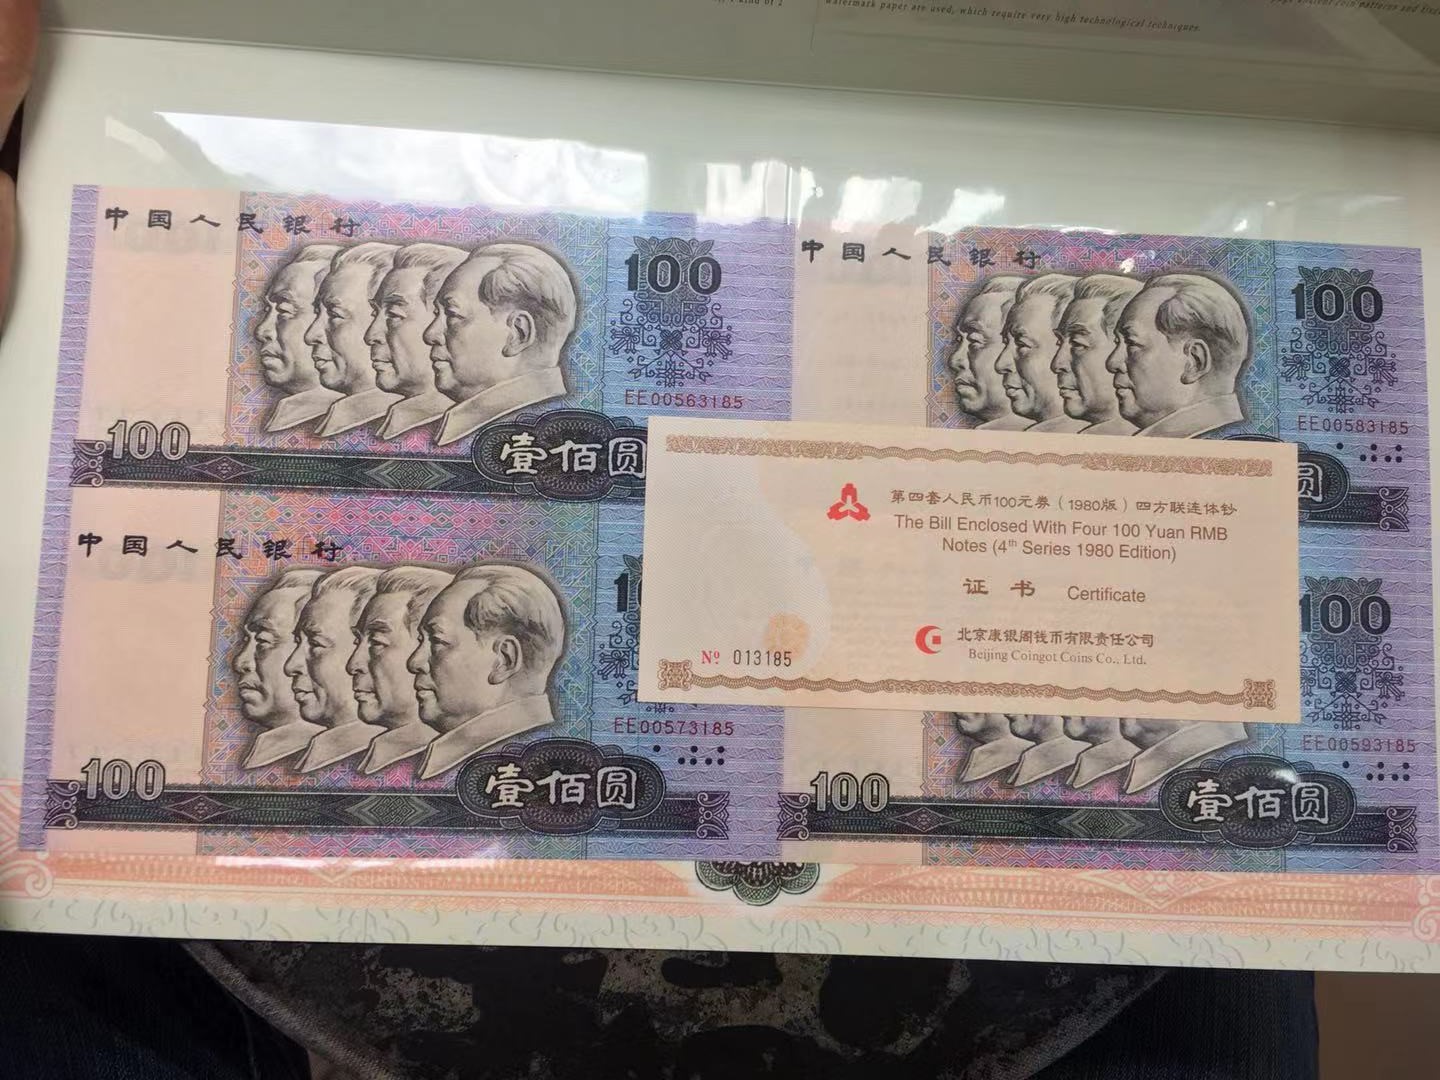 watermark paper are used, which require very high technological techniques.
中国人民银行
100
EE00563185
100
壹佰圆
中国人民银行
100
EE00583185
圆
中国人民银行
EE00573185
100
壹佰圆
100
EE00593185
100
壹佰圆
第四套人民币100元券（1980版）四方联连体钞
The Bill Enclosed With Four 100 Yuan RMB
Notes (4th Series 1980 Edition)
证书 Certificate
北京康银阁钱币有限责任公司
Beijing Coingot Coins Co., Ltd.
Nº 013185